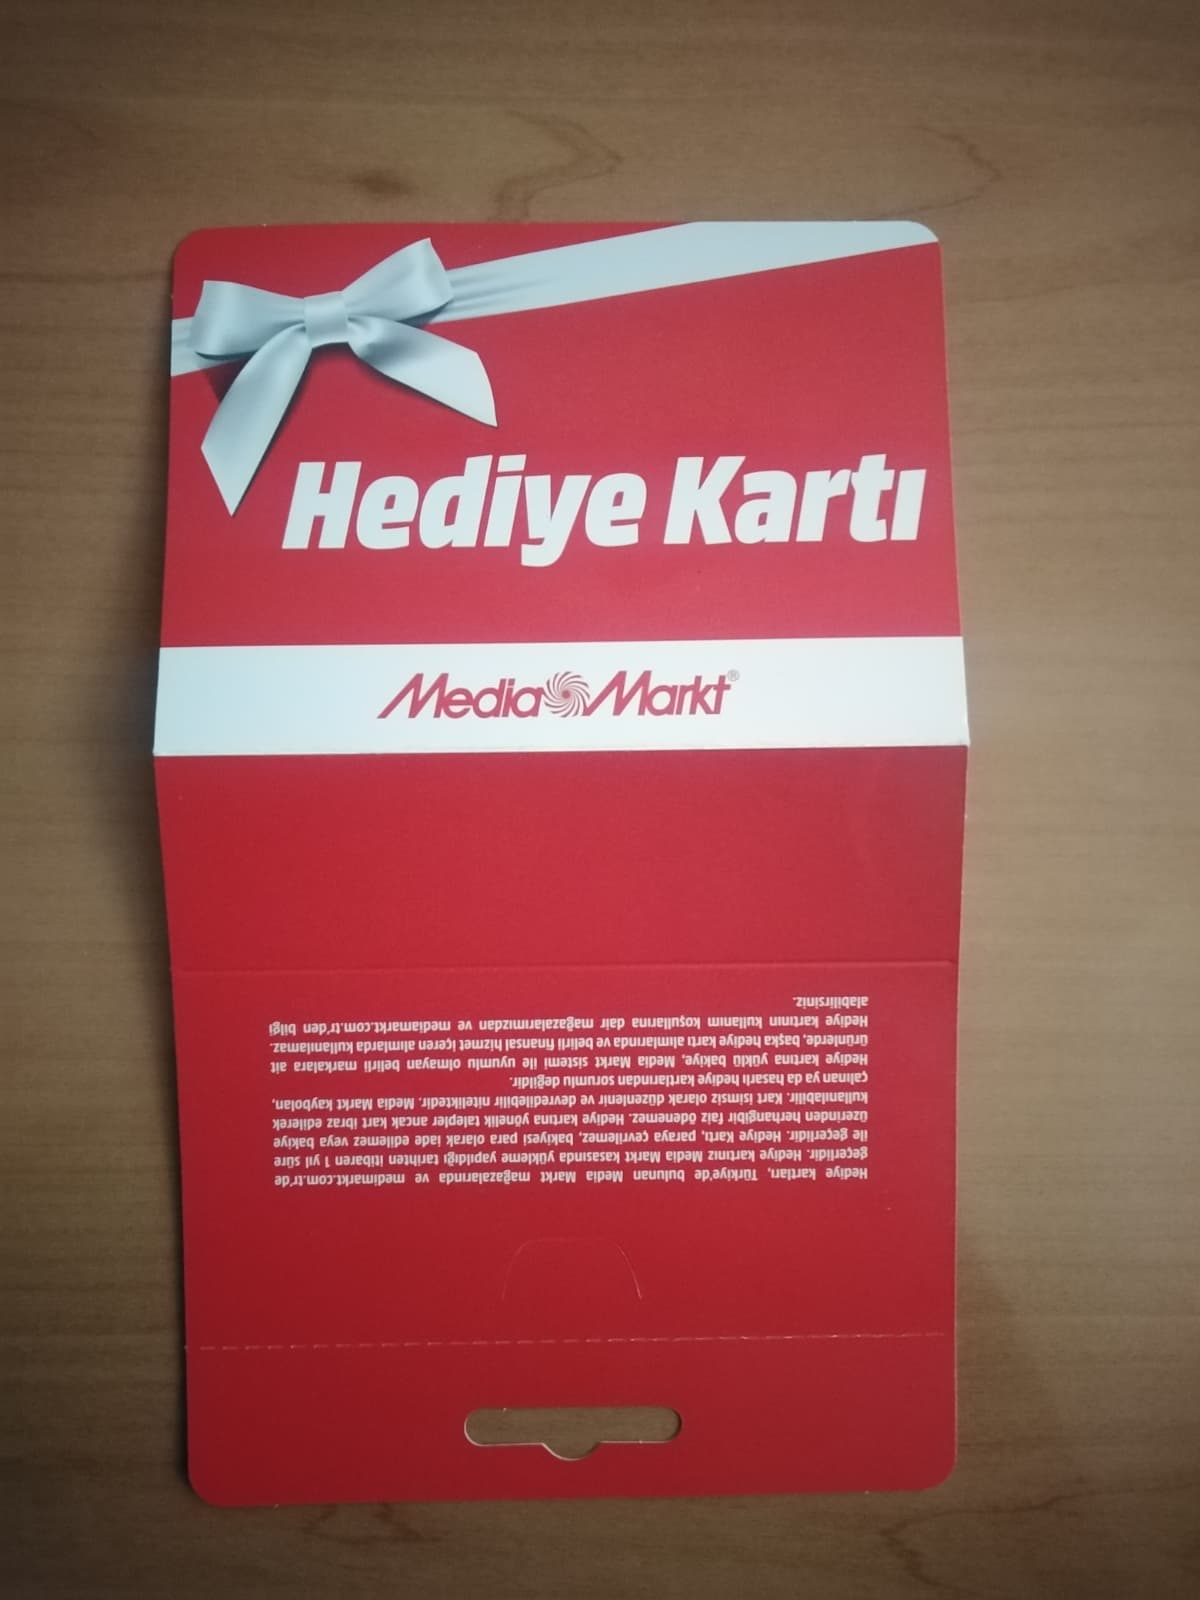 Hediye Kartı
Media Markt®
Hediye kartları, Türkiye'de bulunan Media Markt mağazalarında ve medimarkt.com.tr'de
geçerlidir. Hediye kartınız Media Markt kasasında yükleme yapıldığı tarihten itibaren 1 yıl süre
ile geçerlidir. Hediye Kartı, paraya çevrilemez, bakiyesi para olarak iade edilemez veya bakiye
üzerinden herhangibir faiz ödenemez. Hediye kartına yönelik talepler ancak kart ibraz edilerek
kullanılabilir. Kart isimsiz olarak düzenlenir ve devredilebilir niteliktedir. Media Markt kaybolan,
çalınan ya da hasarlı hediye kartlarından sorumlu değildir.
Hediye kartına yüklü bakiye, Media Markt sistemi ile uyumlu olmayan belirli markalara ait
ürünlerde, başka hediye kartı alımlarında ve belirli finansal hizmet içeren alımlarda kullanılamaz.
Hediye kartının kullanım koşullarına dair mağazalarımızdan ve mediamarkt.com.tr'den bilgi
alabilirsiniz.